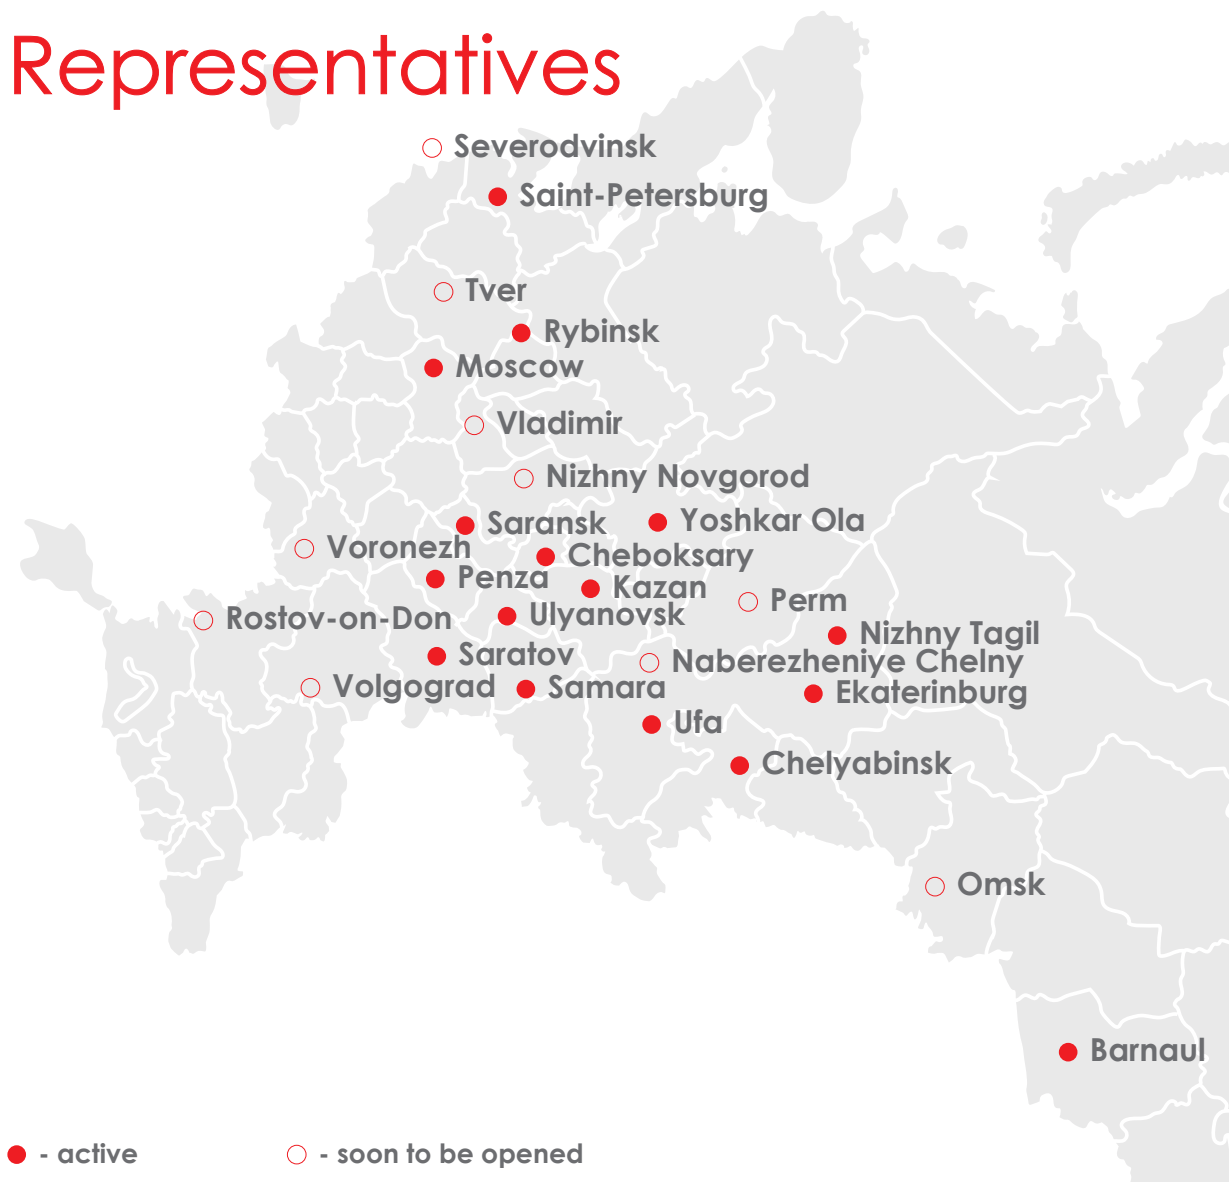 Representatives
Severodvinsk
Saint-Petersburg
Tver
Rybinsk
Moscow
Vladimir
Nizhny Novgorod
Saransk
Yoshkar Ola
Voronezh
Cheboksary
Penza
Kazan
Perm
Rostov-on-Don
Ulyanovsk
Nizhny Tagil
Saratov
Naberezheniye Chelny
Volgograd
Samara
Ekaterinburg
Ufa
Chelyabinsk
Omsk
Barnaul
- active
- soon to be opened